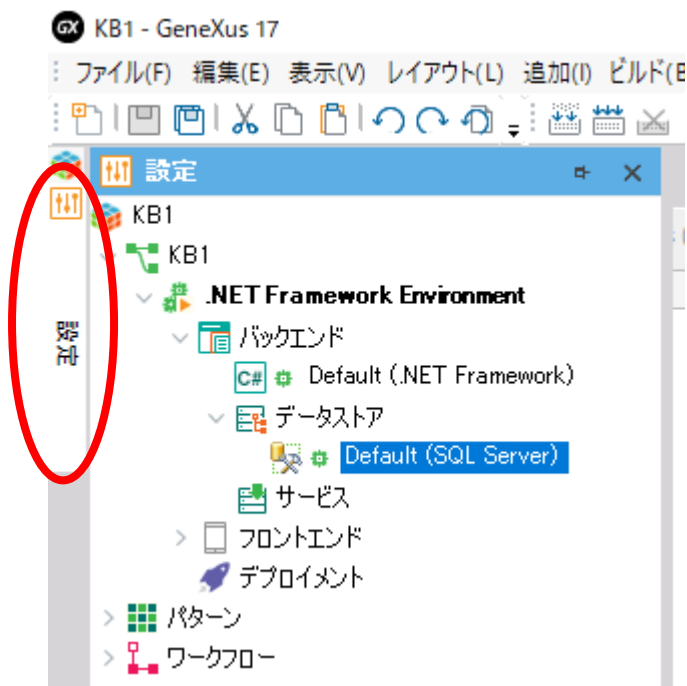 GX KB1 - GeneXus 17
ファイル(F) 編集(E) 表示(V) レイアウト(L) 追加(I) ビルド(B
設定
設定
KB1
KB1
.NET Framework Environment
バックエンド
C# Default (.NET Framework)
データストア
Default (SQL Server)
サービス
フロントエンド
デプロイメント
パターン
ワークフロー